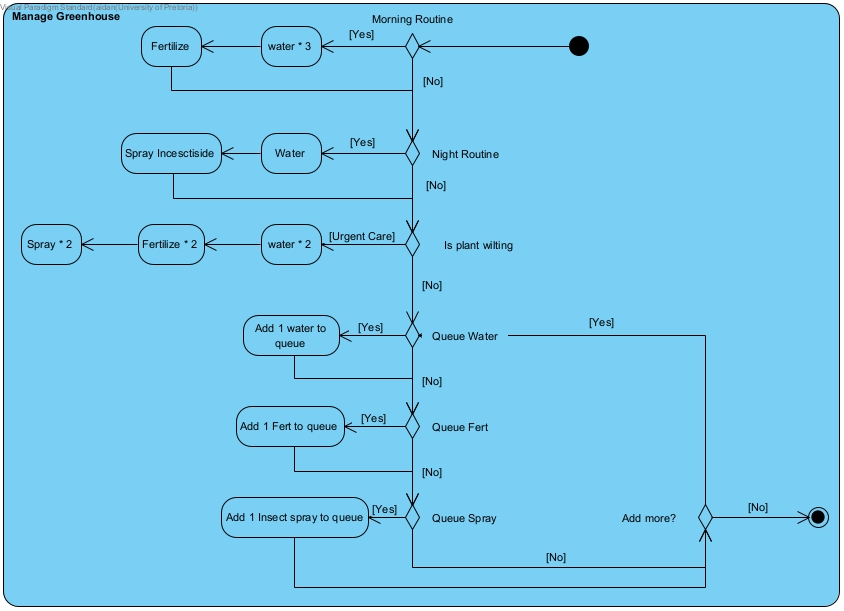 Visual Paradigm Standard(aidan(University of Pretoria))
Manage Greenhouse
Morning Routine
Fertilize
water * 3
[Yes]
[No]
Spray Incesctiside
Water
[Yes]
Night Routine
[No]
Spray * 2
Fertilize * 2
water * 2
[Urgent Care]
Is plant wilting
[No]
Add 1 water to
queue
[Yes]
Queue Water
[Yes]
[No]
Add 1 Fert to queue
[Yes]
Queue Fert
[No]
Add 1 Insect spray to queue
[Yes]
Queue Spray
Add more?
[No]
[No]